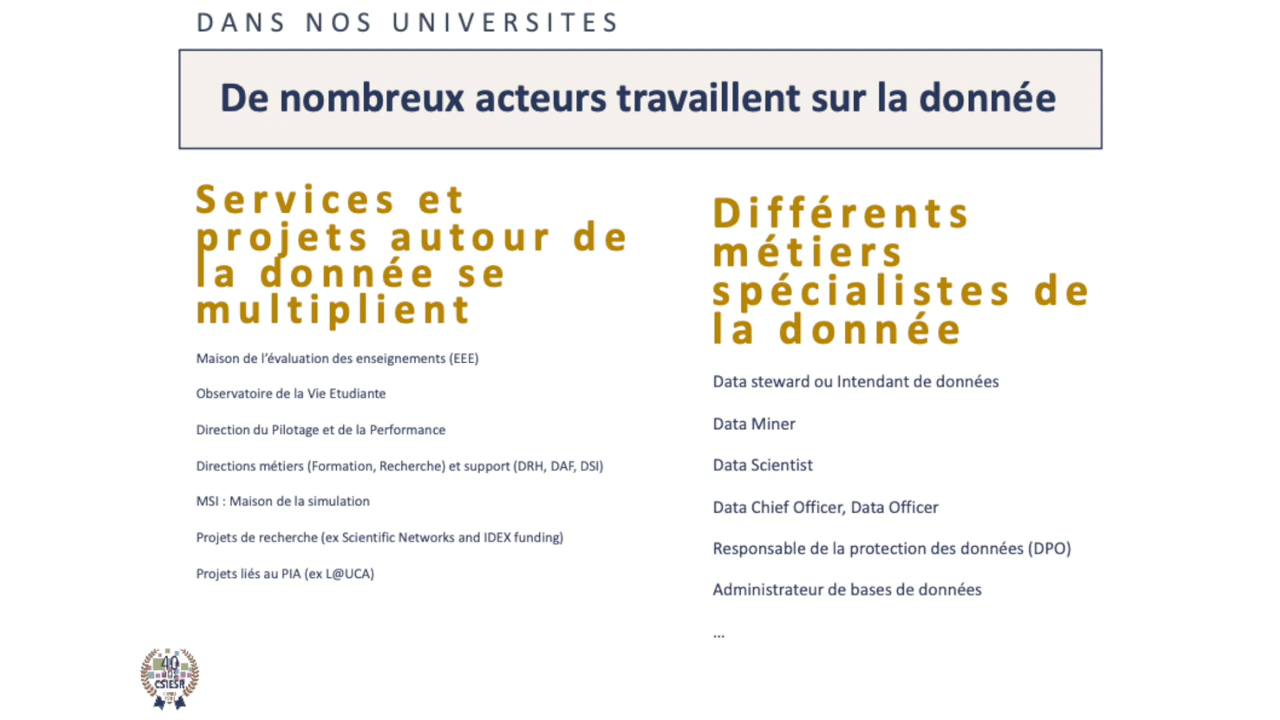 DANS NOS UNIVERSITES
De nombreux acteurs travaillent sur la donnée
Services et
projets autour de
la donnée se
multiplient
Maison de l’évaluation des enseignements (EEE)
Observatoire de la Vie Etudiante
Direction du Pilotage et de la Performance
Directions métiers (Formation, Recherche) et support (DRH, DAF, DSI)
MSI : Maison de la simulation
Projets de recherche (ex Scientific Networks and IDEX funding)
Projets liés au PIA (ex L@UCA)
Différents
métiers
spécialistes de
la donnée
Data steward ou Intendant de données
Data Miner
Data Scientist
Data Chief Officer, Data Officer
Responsable de la protection des données (DPO)
Administrateur de bases de données
...
40
CSIESR